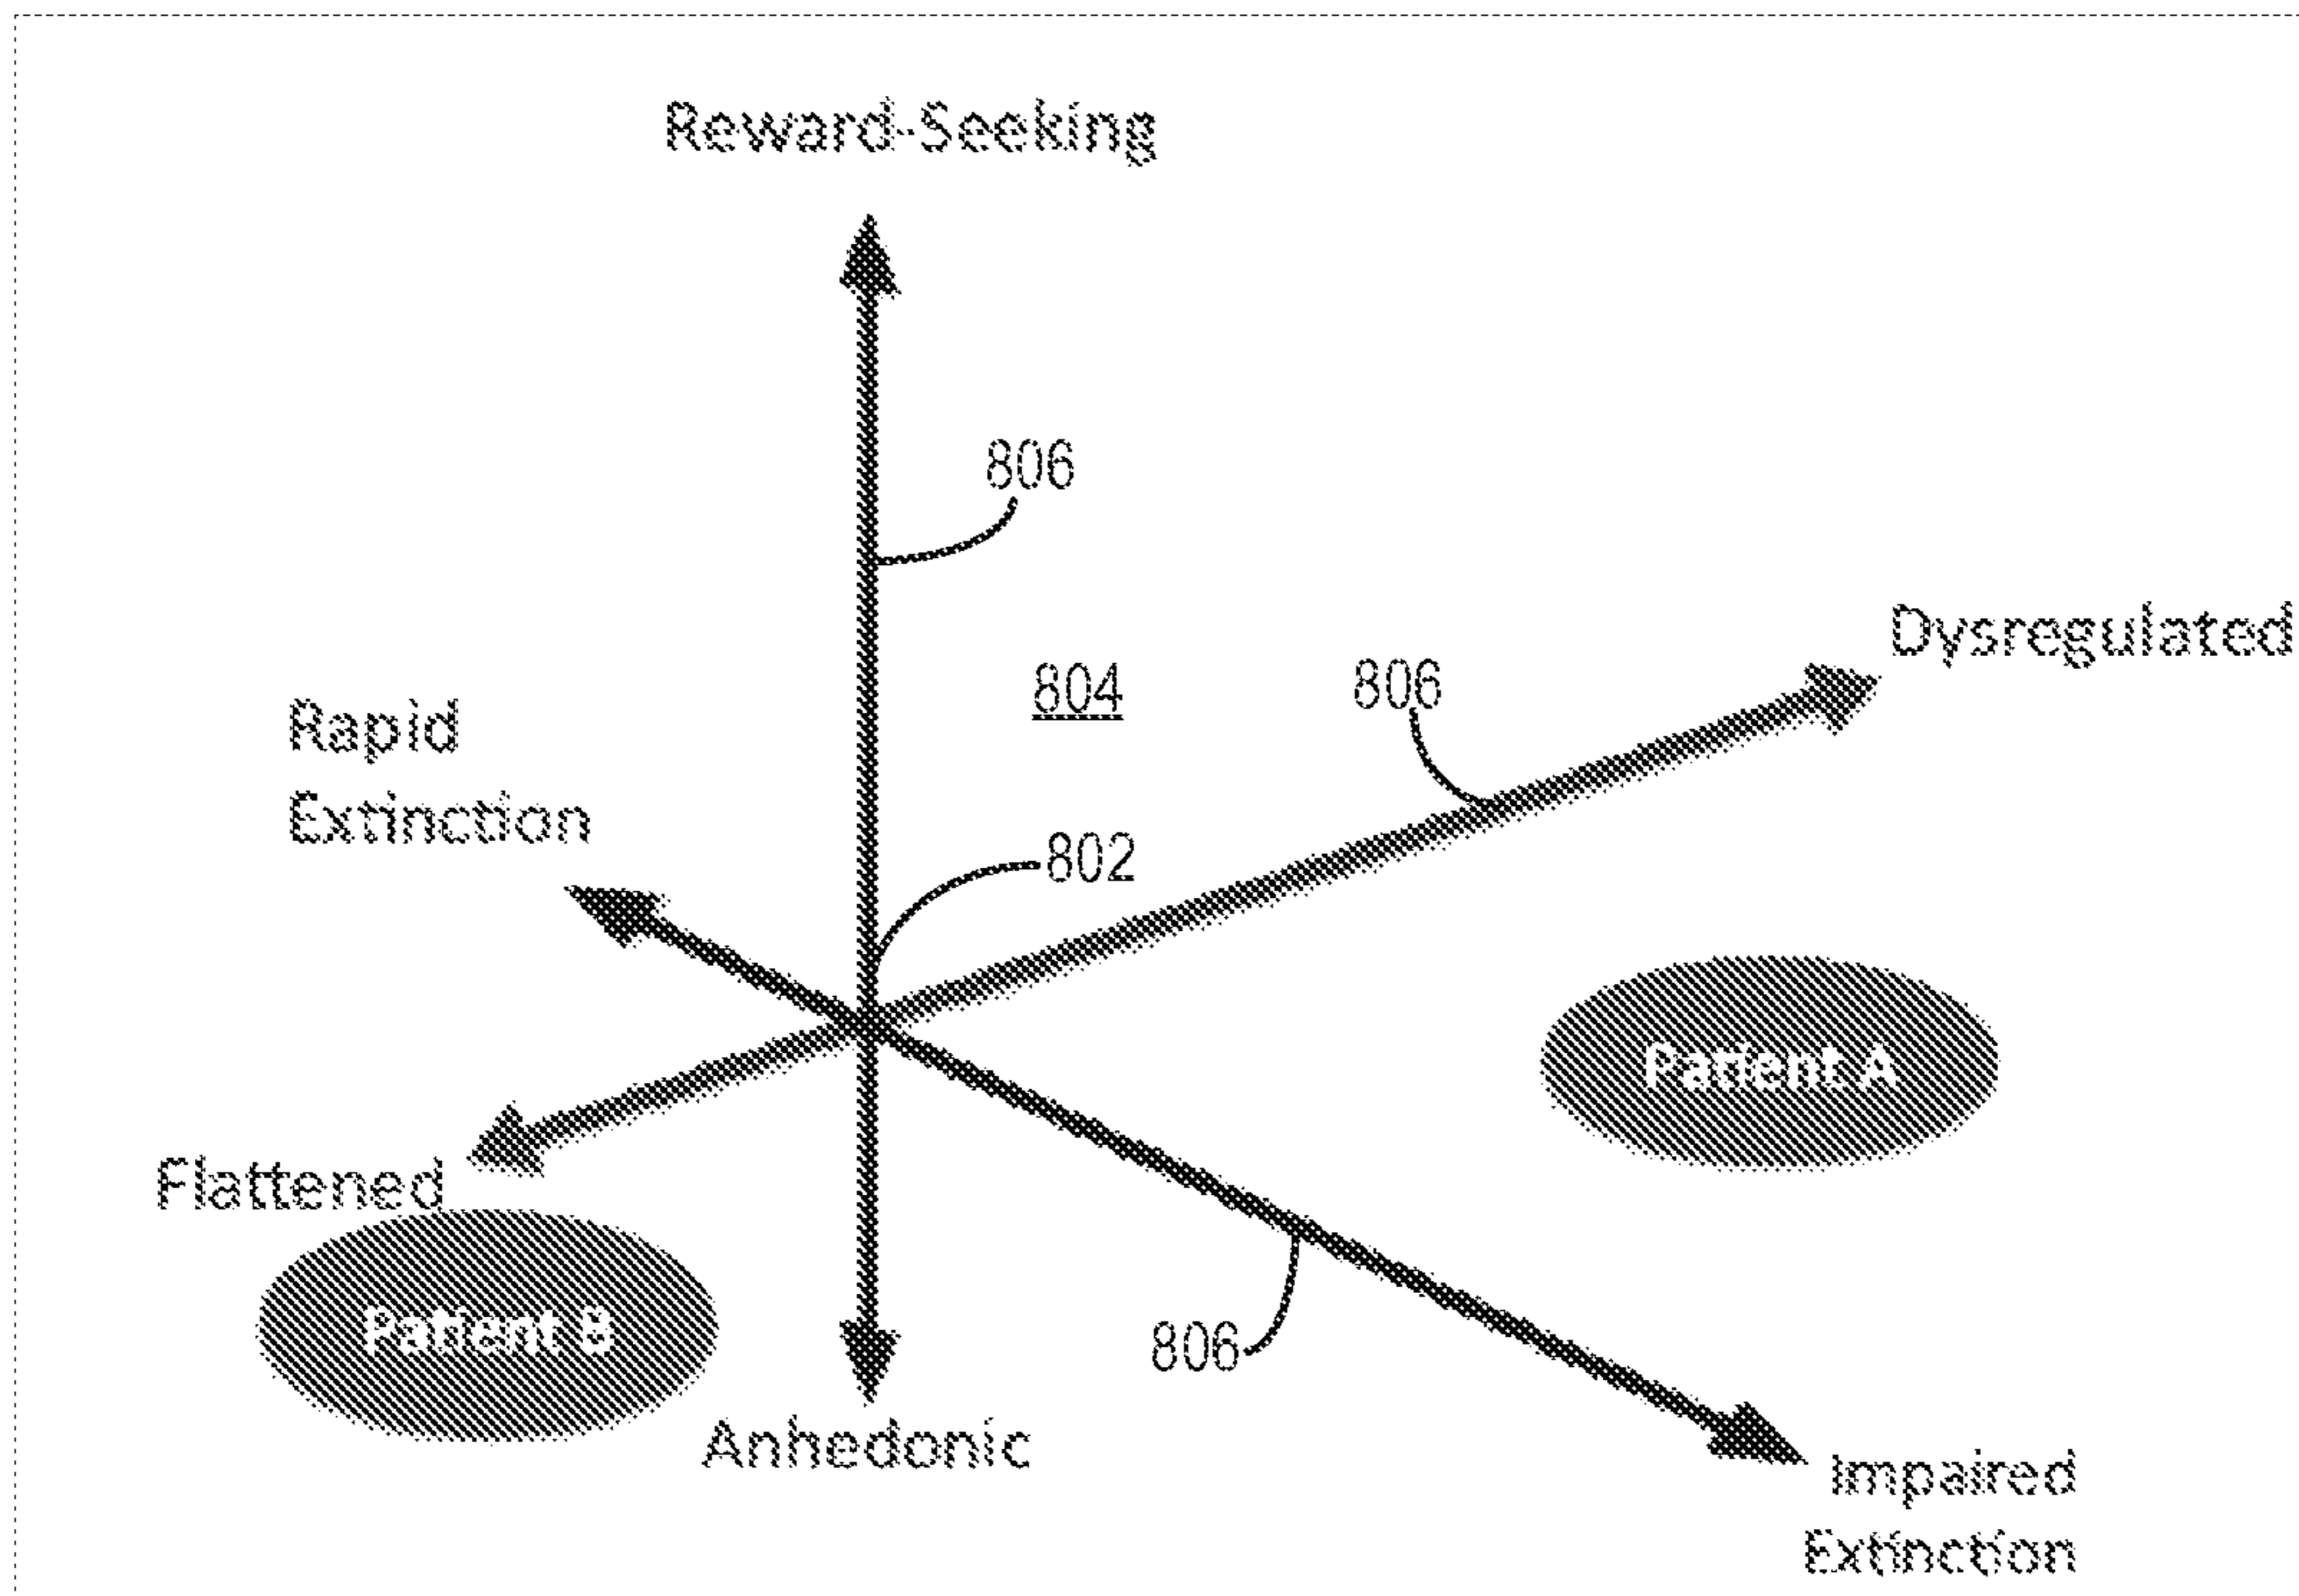 Reward-Seeking
806
Dysregulated
804
806
Rapid
Extinction
802
Patient A
Flattened
Patient B
806
Anhedonic
Impaired
Extinction